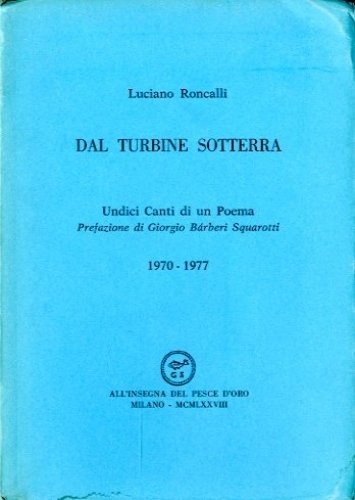 Luciano Roncalli
DAL TURBINE SOTTERRA
Undici Canti di un Poema
Prefazione di Giorgio Bárberi Squarotti
1970 - 1977
G S
ALL'INSEGNA DEL PESCE D'ORO
MILANO - MCMLXXVIII